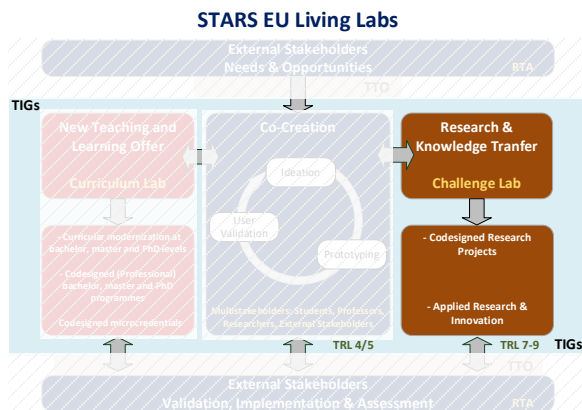 STARS EU Living Labs
External Stakeholders
Needs & Opportunities
RTA
TTO
TIGs
New Teaching and
Learning Offer
Curriculum Lab
Co-Creation
Ideation
User
Validation
Prototyping
Multistakeholders: Students, Professors,
Researchers, External Stakeholders
Research &
Knowledge Tranfer
Challenge Lab
- Curricular modernization at
bachelor, master and PhD levels
- Codesigned (Professional)
bachelor, master and PhD
programmes
Codesigned microcredentials
- Codesigned Research
Projects
- Applied Research &
Innovation
TRL 4/5
TRL 7-9
TIGs
TTO
External Stakeholders
Validation, Implementation & Assessment
RTA